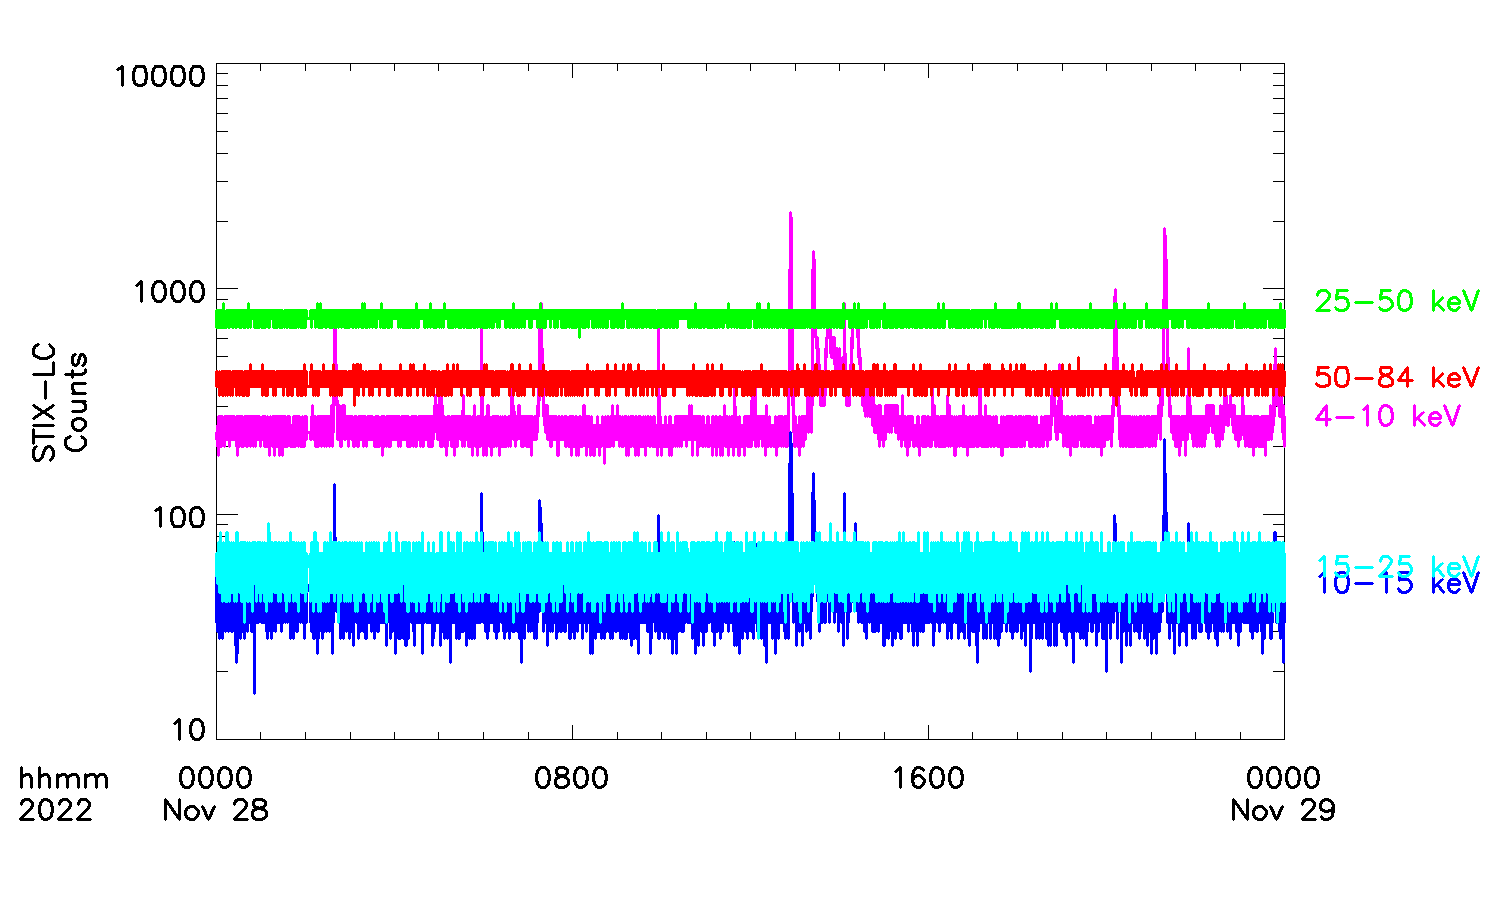 10000
1000
100
10
STIX-LC
Counts
25-50 keV
50-84 keV
4-10 keV
15-25 keV
10-15 keV
hhmm 0000 0800 1600 0000
2022 Nov 28 Nov 29